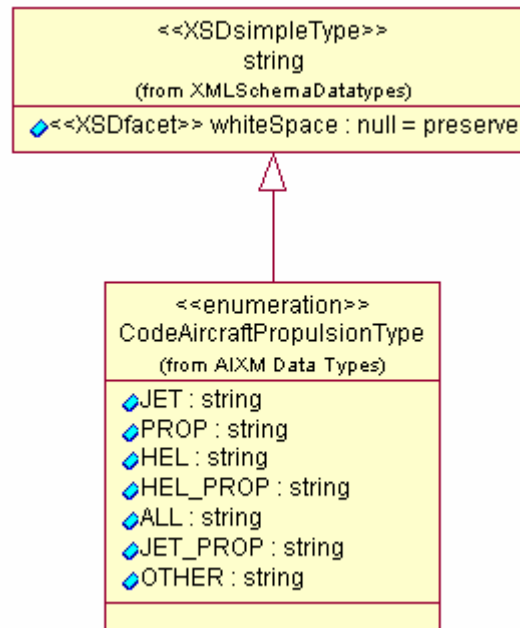 <<XSDsimpleType>>
string
(from XMLSchemaDatatypes)
<<XSDfacet>> whiteSpace : null = preserve
<<enumeration>>
CodeAircraftPropulsionType
(from AIXM Data Types)
JET : string
PROP : string
HEL : string
HEL_PROP : string
ALL : string
JET_PROP : string
OTHER : string